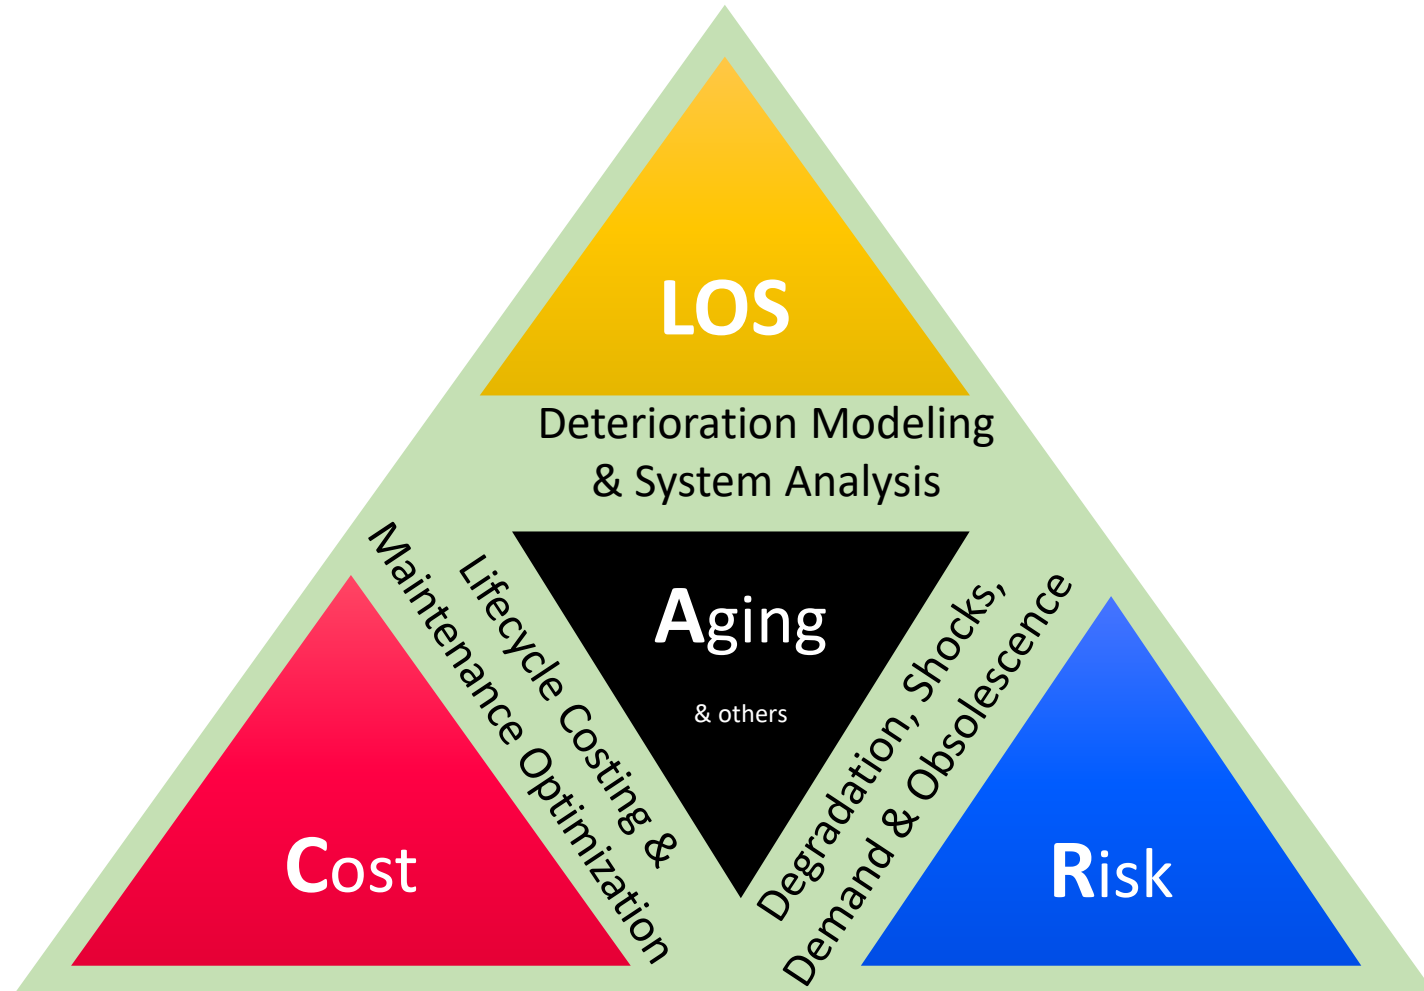 LOS
Deterioration Modeling
& System Analysis
Aging
& others
Lifecycle Costing &
Maintenance Optimization
Degradation, Shocks,
Demand & Obsolescence
Cost
Risk